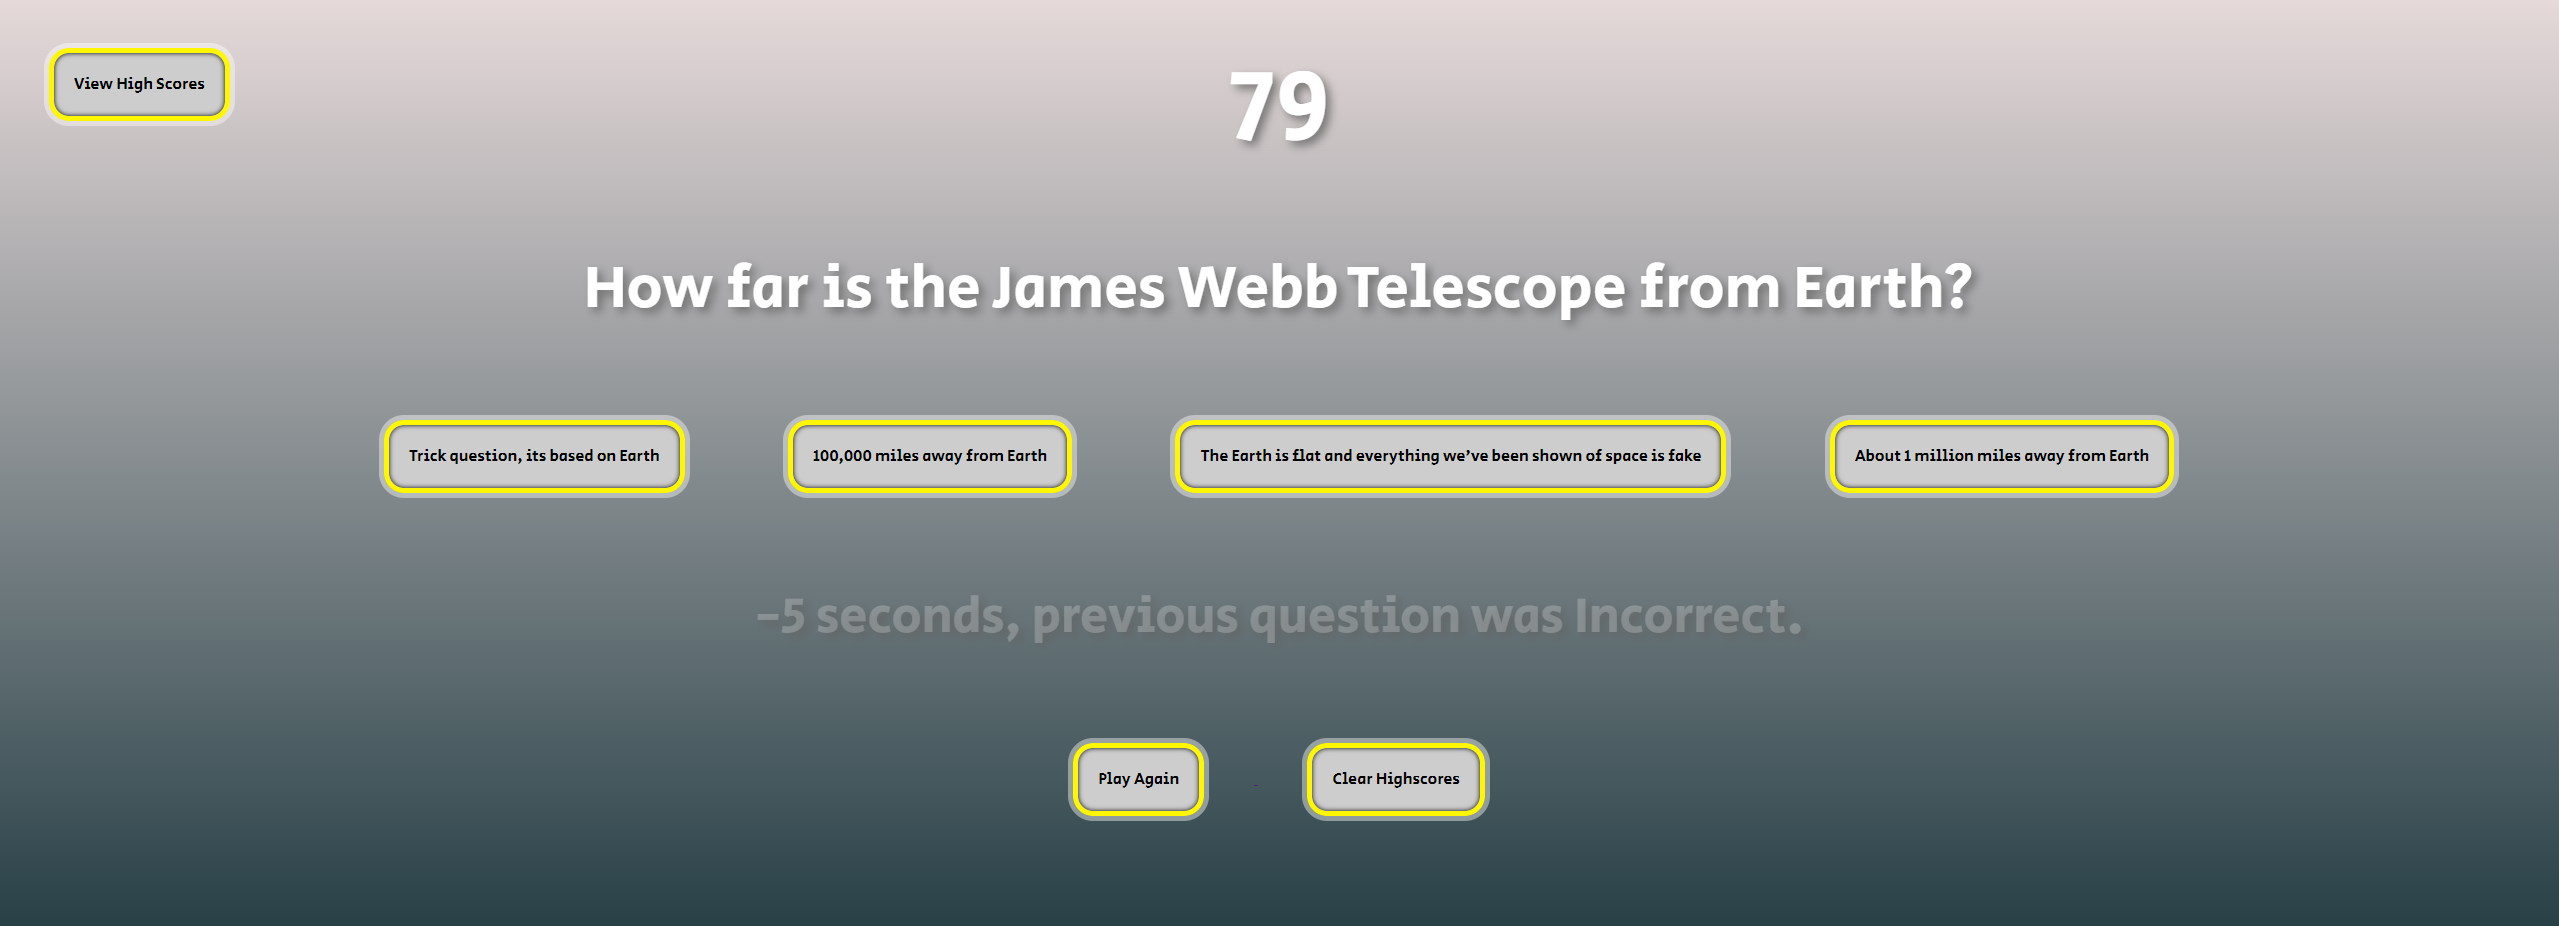 View High Scores
79
How far is the James Webb Telescope from Earth?
Trick question, its based on Earth
100,000 miles away from Earth
The Earth is flat and everything we've been shown of space is fake
About 1 million miles away from Earth
-5 seconds, previous question was Incorrect.
Play Again
Clear Highscores